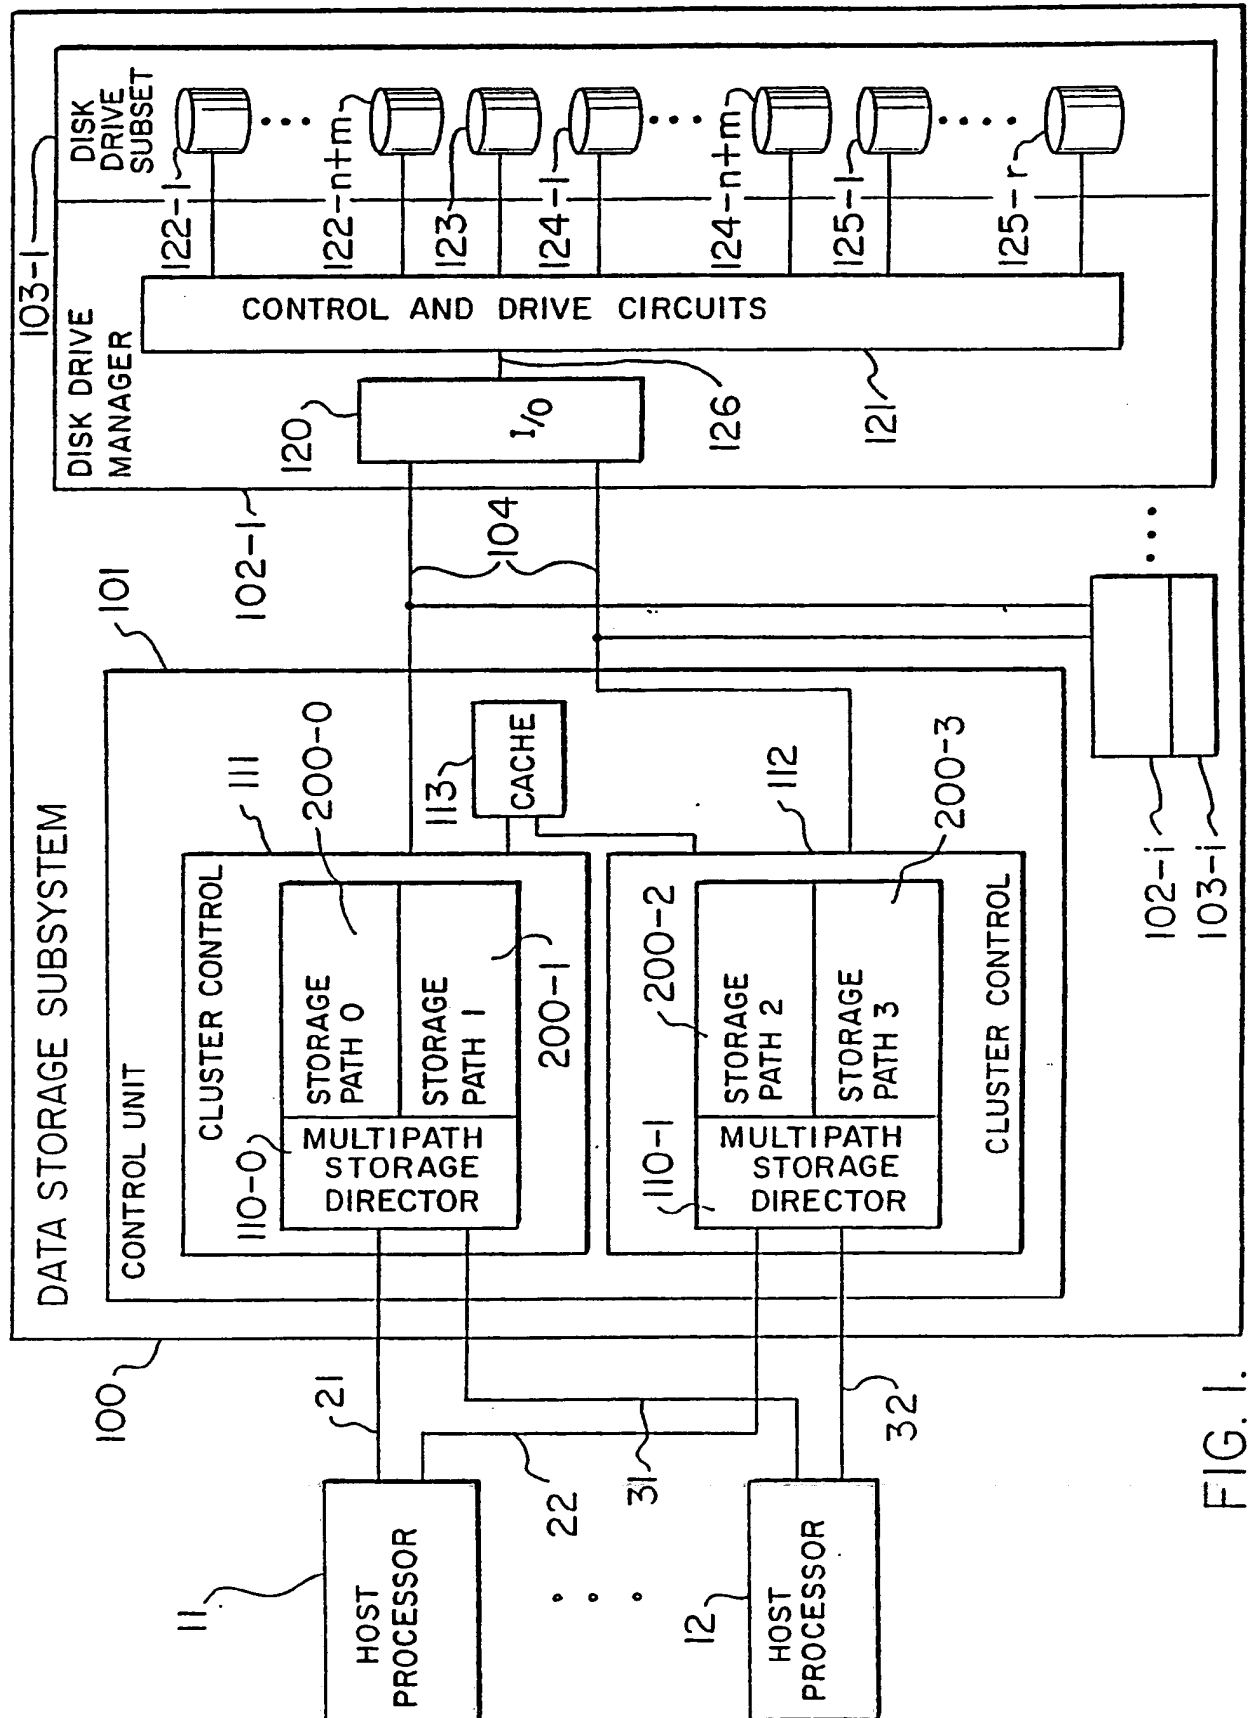 DATA STORAGE SUBSYSTEM
100
CONTROL UNIT
101
CLUSTER CONTROL
111
110-0
MULTIPATH
STORAGE
DIRECTOR
STORAGE
PATH 0
200-0
STORAGE
PATH 1
200-1
113
CACHE
112
110-1
MULTIPATH
STORAGE
DIRECTOR
200-2
STORAGE
PATH 2
STORAGE
PATH 3
200-3
CLUSTER CONTROL
11
HOST
PROCESSOR
21
22
31
32
12
HOST
PROCESSOR
104
102-1
103-1
DISK DRIVE
MANAGER
DISK
DRIVE
SUBSET
120
I/O
126
CONTROL AND DRIVE CIRCUITS
121
122-1
122-n+m
123
124-1
124-n+m
125-1
125-r
102-i
103-i
FIG. 1.